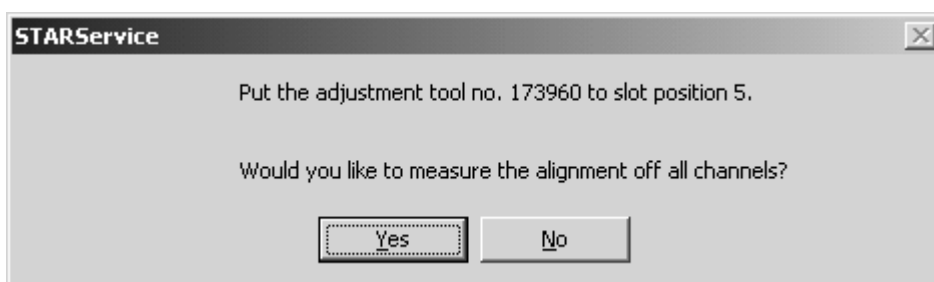 STARService
Put the adjustment tool no. 173960 to slot position 5.
Would you like to measure the alignment off all channels?
Yes
No